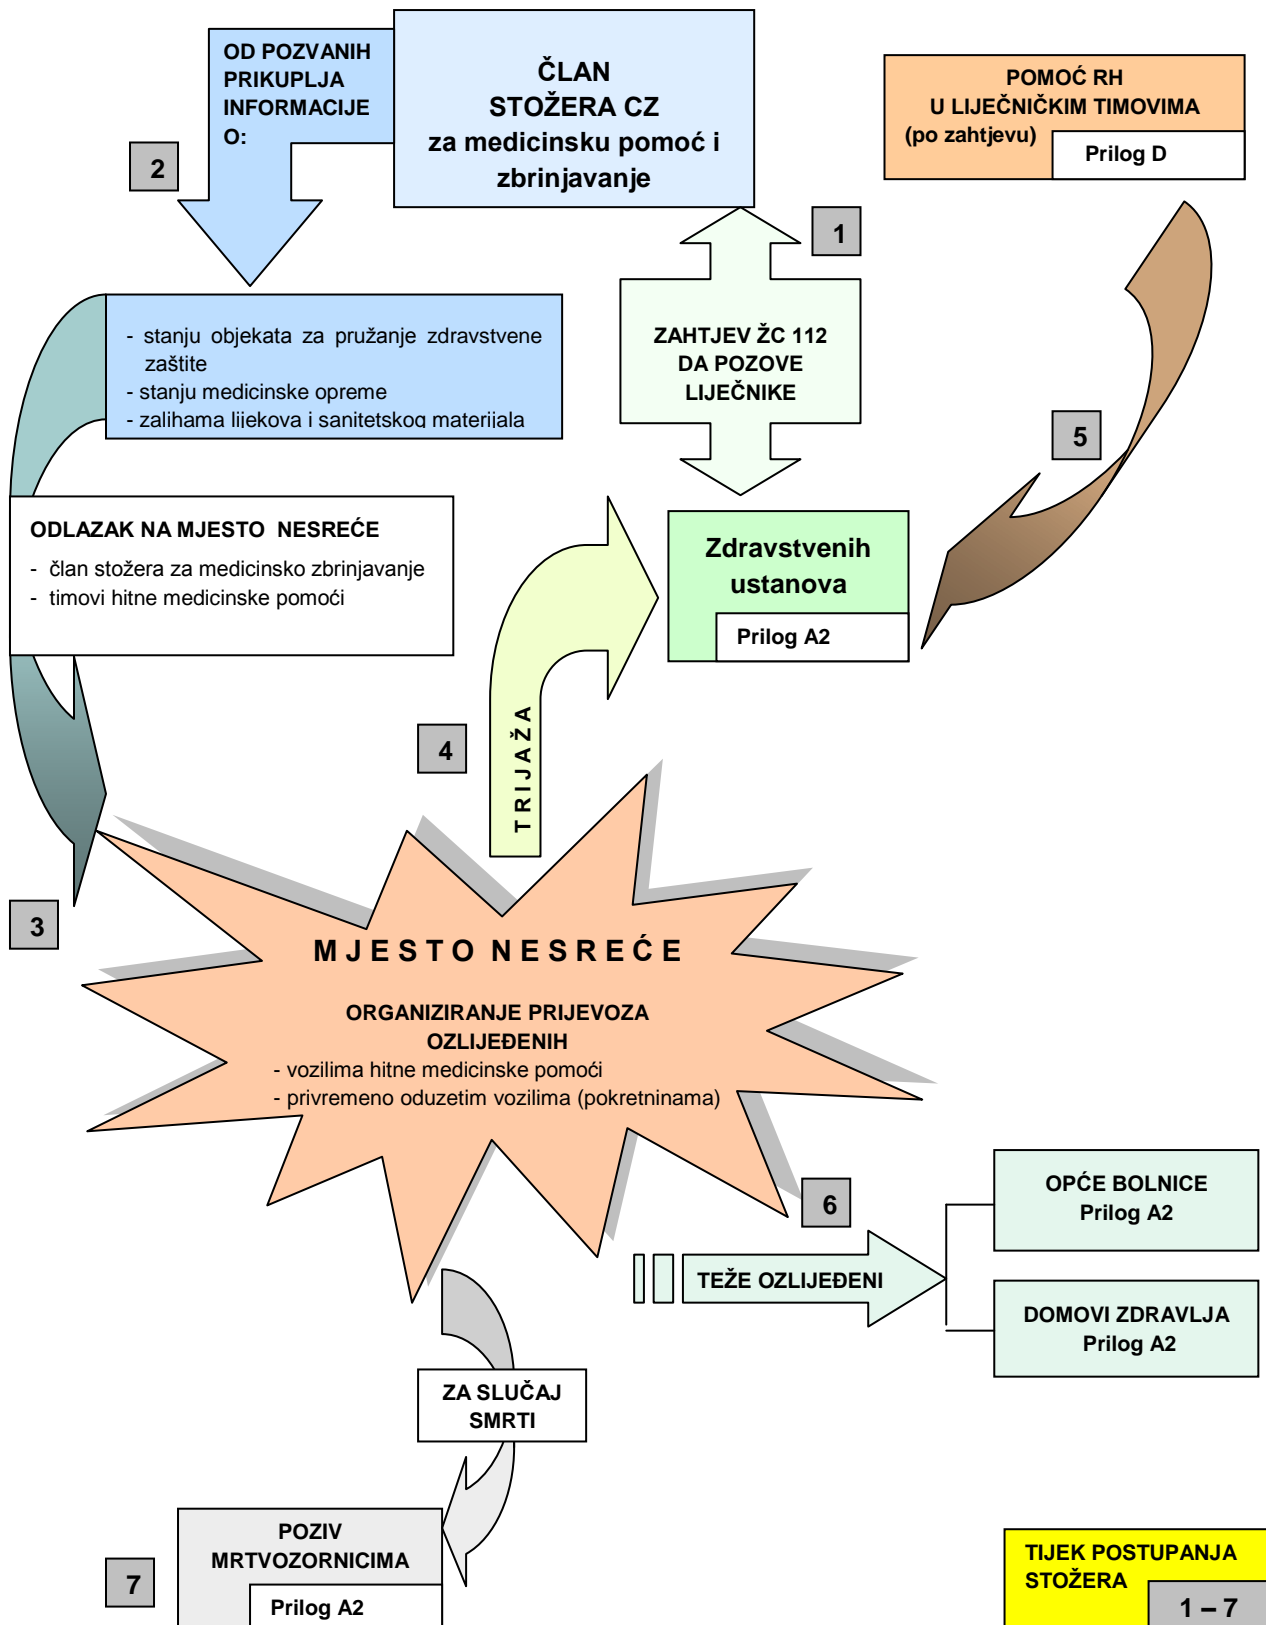 OD POZVANIH
PRIKUPLJA
INFORMACIJE
O:
ČLAN
STOŽERA CZ
za medicinsku pomoć i
zbrinjavanje
POMOĆ RH
U LIJEČNIČKIM TIMOVIMA
(po zahtjevu)
Prilog D
2
1
- stanju objekata za pružanje zdravstvene
zaštite
- stanju medicinske opreme
- zalihama lijekova i sanitetskog materijala
ZAHTJEV ŽC 112
DA POZOVE
LIJEČNIKE
5
ODLAZAK NA MJESTO NESREĆE
- član stožera za medicinsko zbrinjavanje
- timovi hitne medicinske pomoći
Zdravstvenih
ustanova
Prilog A2
4
T R I J A Ž A
3
M J E S T O N E S R E Ć E
ORGANIZIRANJE PRIJEVOZA
OZLIJEĐENIH
- vozilima hitne medicinske pomoći
- privremeno oduzetim vozilima (pokretninama)
6
TEŽE OZLIJEĐENI
OPĆE BOLNICE
Prilog A2
DOMOVI ZDRAVLJA
Prilog A2
ZA SLUČAJ
SMRTI
7
POZIV
MRTVOZORNICIMA
Prilog A2
TIJEK POSTUPANJA
STOŽERA
1 – 7